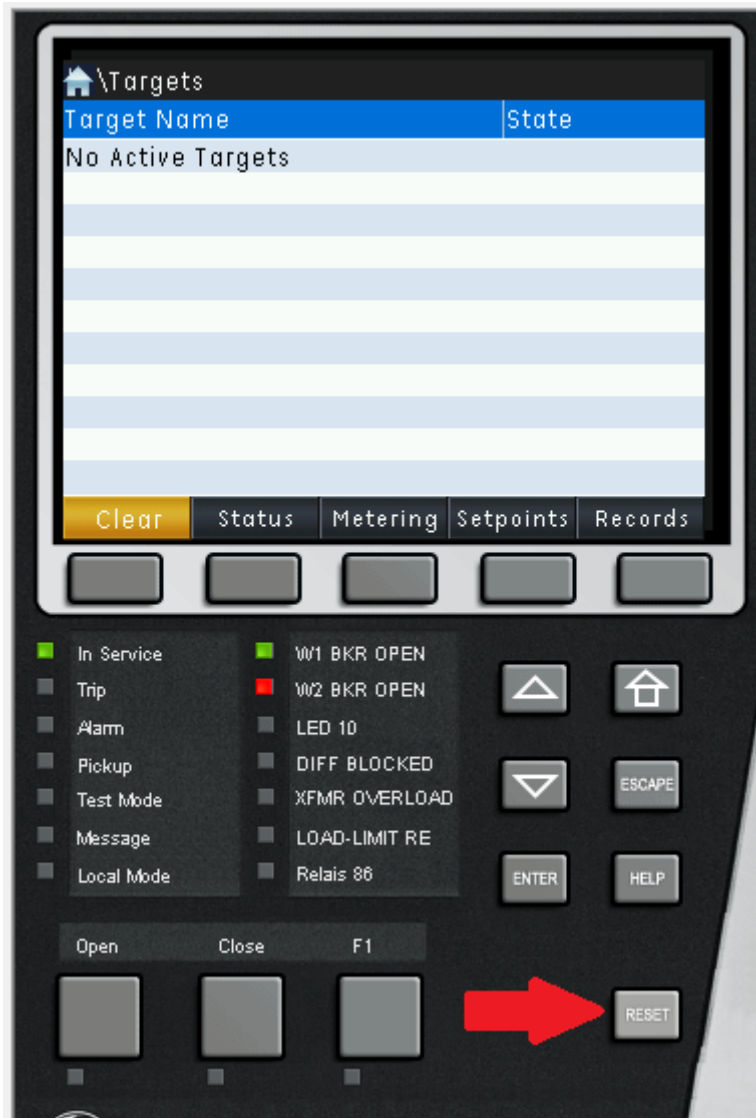 \Targets
Target Name State
No Active Targets
Clear Status Metering Setpoints Records
In Service W1 BKR OPEN
Trip W2 BKR OPEN
Alarm LED 10
Pickup DIFF BLOCKED
Test Mode XFMR OVERLOAD
ESCAPE
Message LOAD-LIMIT RE
Local Mode Relais 86
ENTER HELP
Open Close F1
RESET